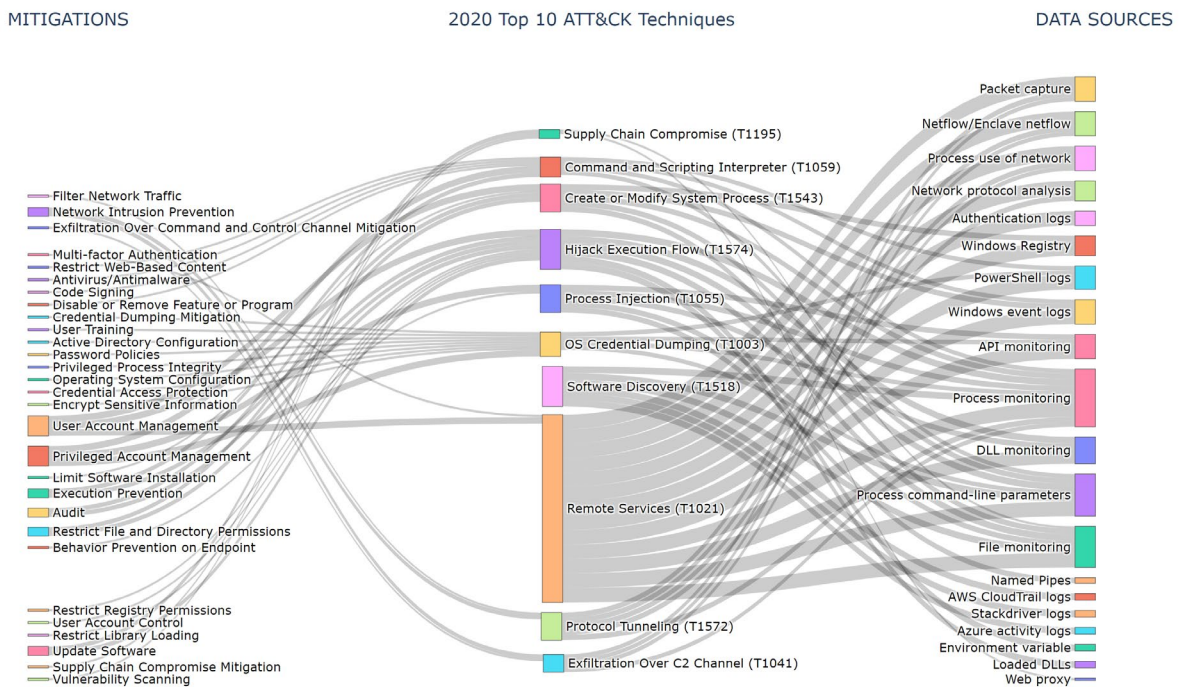 MITIGATIONS
2020 Top 10 ATT&CK Techniques
DATA SOURCES
Filter Network Traffic
Network Intrusion Prevention
Exfiltration Over Command and Control Channel Mitigation
Multi-factor Authentication
Restrict Web-Based Content
Antivirus/Antimalware
Code Signing
Disable or Remove Feature or Program
Credential Dumping Mitigation
User Training
Active Directory Configuration
Password Policies
Privileged Process Integrity
Operating System Configuration
Credential Access Protection
Encrypt Sensitive Information
User Account Management
Privileged Account Management
Limit Software Installation
Execution Prevention
Audit
Restrict File and Directory Permissions
Behavior Prevention on Endpoint
Restrict Registry Permissions
User Account Control
Restrict Library Loading
Update Software
Supply Chain Compromise Mitigation
Vulnerability Scanning
Supply Chain Compromise (T1195)
Command and Scripting Interpreter (T1059)
Create or Modify System Process (T1543)
Hijack Execution Flow (T1574)
Process Injection (T1055)
OS Credential Dumping (T1003)
Software Discovery (T1518)
Remote Services (T1021)
Protocol Tunneling (T1572)
Exfiltration Over C2 Channel (T1041)
Packet capture
Netflow/Enclave netflow
Process use of network
Network protocol analysis
Authentication logs
Windows Registry
PowerShell logs
Windows event logs
API monitoring
Process monitoring
DLL monitoring
Process command-line parameters
File monitoring
Named Pipes
AWS CloudTrail logs
Stackdriver logs
Azure activity logs
Environment variable
Loaded DLLs
Web proxy